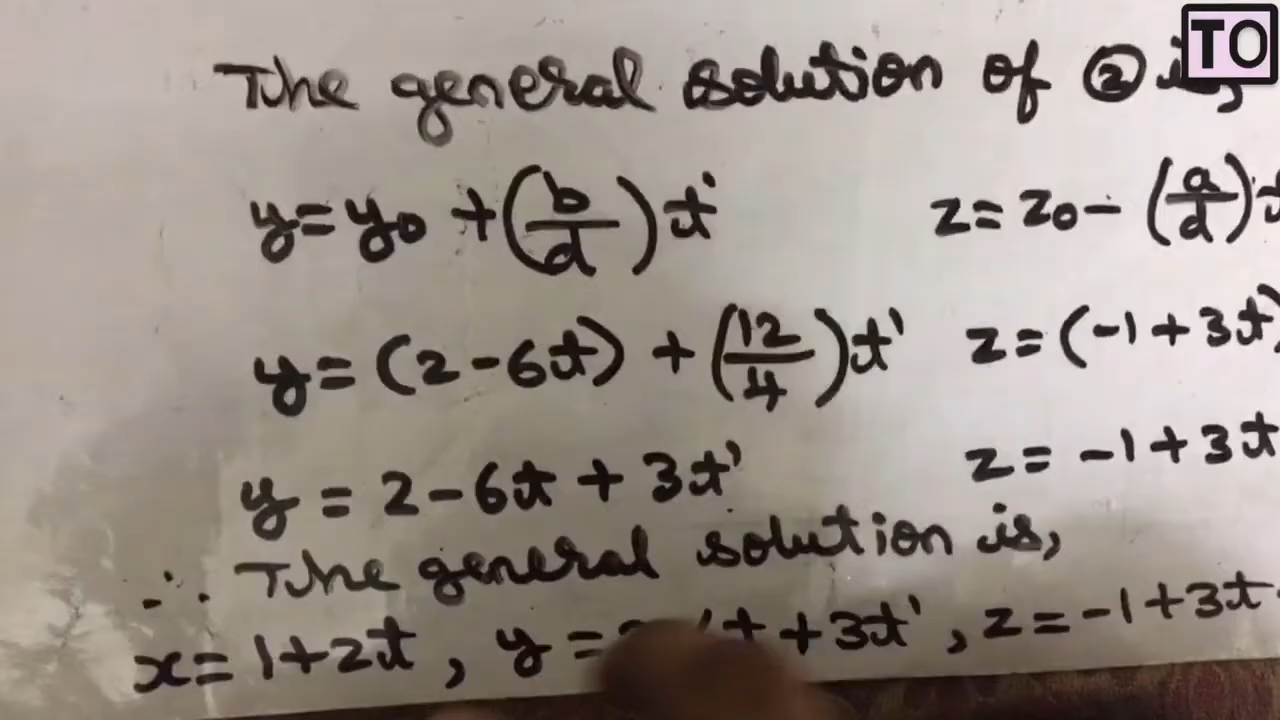 TO
The general solution of ② is,
y = y₀ + (b/d)t' z = z₀ - (a/d)t
y = (2 - 6t) + (12/4)t' z = (-1 + 3t)
y = 2 - 6t + 3t' z = -1 + 3t
∴ The general solution is,
x = 1 + 2t, y = t + 3t', z = -1 + 3t